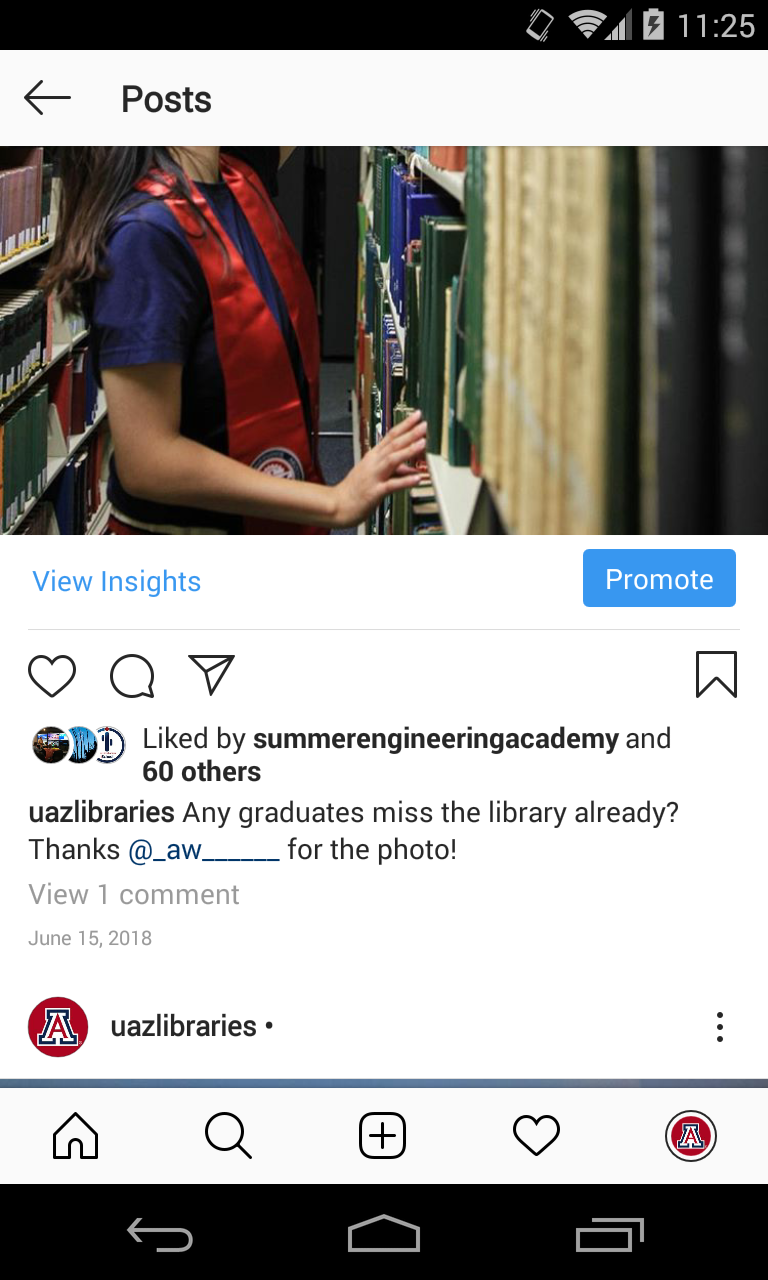 11:25
Posts
View Insights
Promote
Liked by summerengineeringacademy and
60 others
uazlibraries Any graduates miss the library already?
Thanks @_aw______ for the photo!
View 1 comment
June 15, 2018
A
uazlibraries •
A